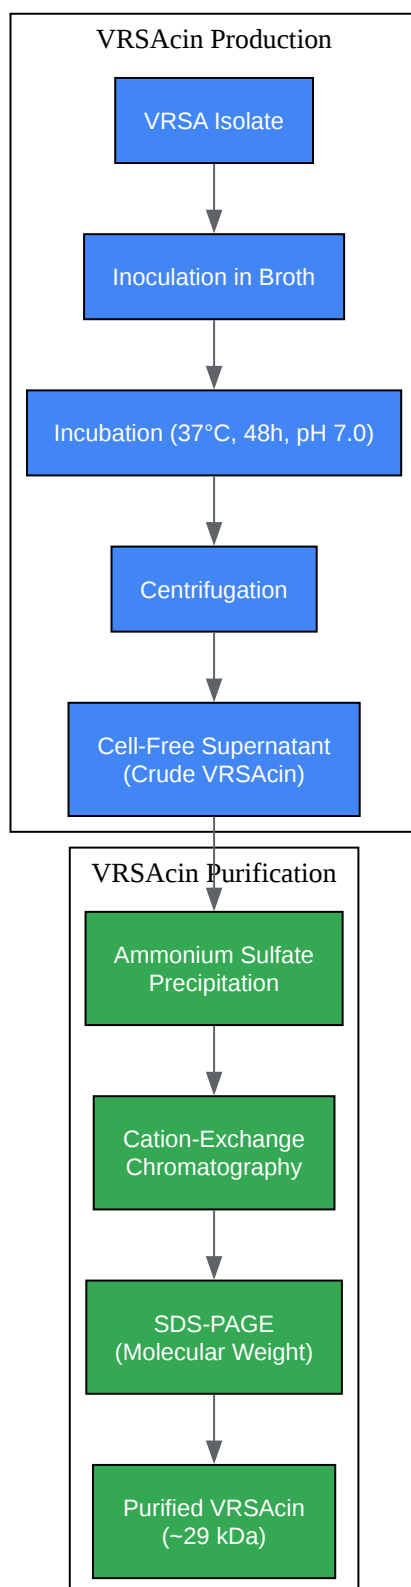 VRSAcin Production
VRSA Isolate
Inoculation in Broth
Incubation (37°C, 48h, pH 7.0)
Centrifugation
Cell-Free Supernatant
(Crude VRSAcin)
VRSAcin Purification
Ammonium Sulfate
Precipitation
Cation-Exchange
Chromatography
SDS-PAGE
(Molecular Weight)
Purified VRSAcin
(~29 kDa)